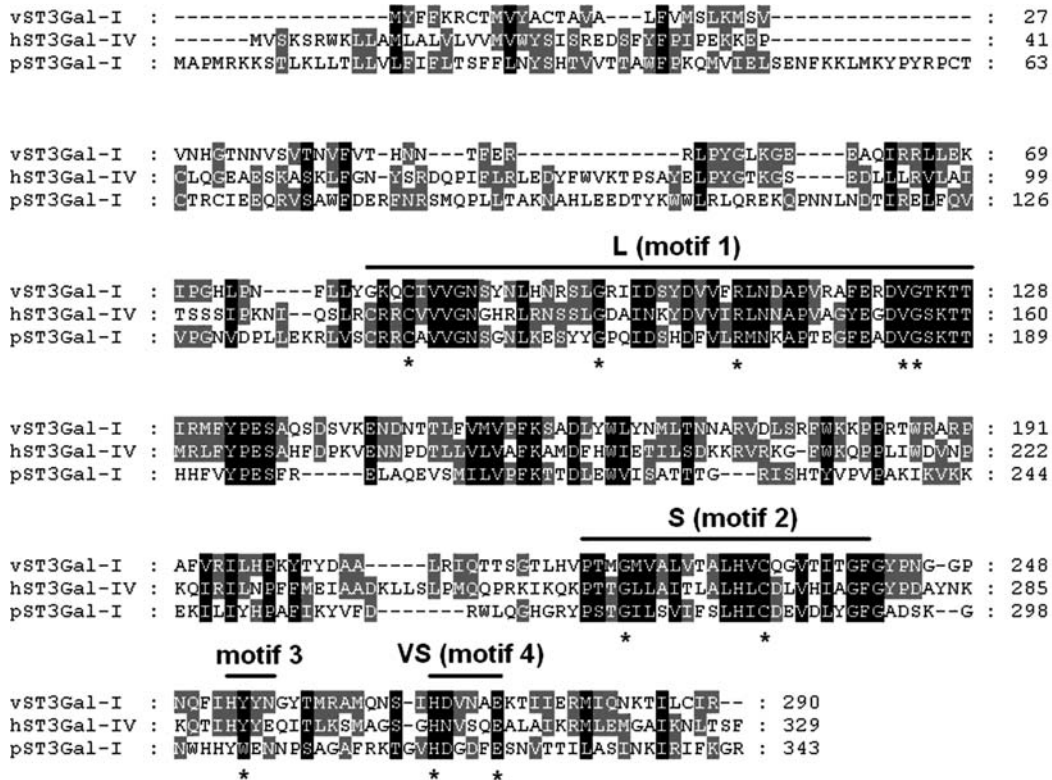 vST3Gal-I : -----------------MYFFKRCTMVYACTAVA---LFVMSLKMSV---------------- : 27
hST3Gal-IV : ------MVSKSRWKLLAMLALVLVVMVWYSISREDSFYFPIPEKKEP---------------- : 41
pST3Gal-I : MAPMRKKSTLKLLTLLVLFIFLTSFFLNYSHTVVTTAWFPKQMVIELSENFKKLMKYPYRPCT : 63
vST3Gal-I : VNHGTNNVSVTNVFVT-HNN---TFER-------------RLPYGLKGE----EAQIRRLLEK : 69
hST3Gal-IV : CLQGEAESKASKLFGN-YSRDQPIFLRLEDYFWVKTPSAYELPYGTKGS----EDLLLRVLAI : 99
pST3Gal-I : CTRCIEEQRVSAWFDERFNRSMQPLLTAKNAHLEEDTYKWWLRLQREKQPNNLNDTIRELFQV : 126
L (motif 1)
vST3Gal-I : IPGHLPN----FLLYGKQCIVVGNSYNLHNRSLGRIIDSYDVVFRLNDAPVRAFERDVGTKTT : 128
hST3Gal-IV : TSSSIPKNI--QSLRCRRCVVVGNGHRLRNSSLGDAINKYDVVIRLNNAPVAGYEGDVGSKTT : 160
pST3Gal-I : VPGNVDPLLEKRLVSCRRCAVVGNSGNLKESYYGPQIDSHDFVLRMNKAPTEGFEADVGSKTT : 189
* * * **
vST3Gal-I : IRMFYPESAQSDSVKENDNTTLFVMVPFKSADLYWLYNMLTNNARVDLSRFWKKPPRTWRARP : 191
hST3Gal-IV : MRLFYPESAHFDPKVENNPDTLLVLVAFKAMDFHWIETILSDKKRVRKG-FWKQPPLIWDVNP : 222
pST3Gal-I : HHFVYPESFR----ELAQEVSMILVPFKTTDLEWVISATTTG----RISHTYVPVPAKIKVKK : 244
S (motif 2)
vST3Gal-I : AFVRILHPKYTYDAA-----LRIQTTSGTLHVPTMGMVALVTALHVCQGVTITGFGYPNG-GP : 248
hST3Gal-IV : KQIRILNPFFMEIAADKLLSLPMQQPRKIKQKPTTGLLAITLALHLCDLVHIAGFGYPDAYNK : 285
pST3Gal-I : EKILIYHPAFIKYVFD-------RWLQGHGRYPSTGILSVIFSLHICDEVDLYGFGADSK--G : 298
* *
motif 3 VS (motif 4)
vST3Gal-I : NQFIHYYNGYTMRAMQNS-IHDVNAEKTIIERMIQNKTILCIR-- : 290
hST3Gal-IV : KQTIHYYEQITLKSMAGS-GHNVSQEALAIKRMLEMGAIKNLTSF : 329
pST3Gal-I : NWHHYWENNPSAGAFRKTGVHDGDFESNVTTILASINKIRIFKGR : 343
* * *